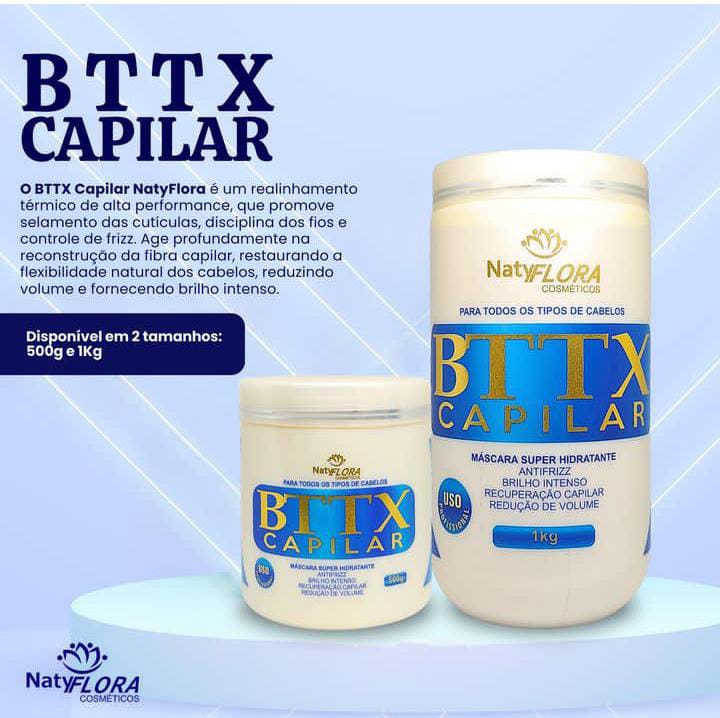 BTTX
CAPILAR
O BTTX Capilar NatyFlora é um realinhamento
térmico de alta performance, que promove
selamento das cutículas, disciplina dos fios e
controle de frizz. Age profundamente na
reconstrução da fibra capilar, restaurando a
flexibilidade natural dos cabelos, reduzindo
volume e fornecendo brilho intenso.
Disponível em 2 tamanhos:
500g e 1Kg
NatyFLORA
COSMÉTICOS
PARA TODOS OS TIPOS DE CABELOS
BTTX
CAPILAR
MÁSCARA SUPER HIDRATANTE
ANTIFRIZZ
BRILHO INTENSO
RECUPERAÇÃO CAPILAR
REDUÇÃO DE VOLUME
USO
PROFISSIONAL
1kg
NatyFLORA
COSMÉTICOS
PARA TODOS OS TIPOS DE CABELOS
BTTX
CAPILAR
MÁSCARA SUPER HIDRATANTE
ANTIFRIZZ
BRILHO INTENSO
RECUPERAÇÃO CAPILAR
REDUÇÃO DE VOLUME
USO
PROFISSIONAL
500g
NatyFLORA
COSMÉTICOS